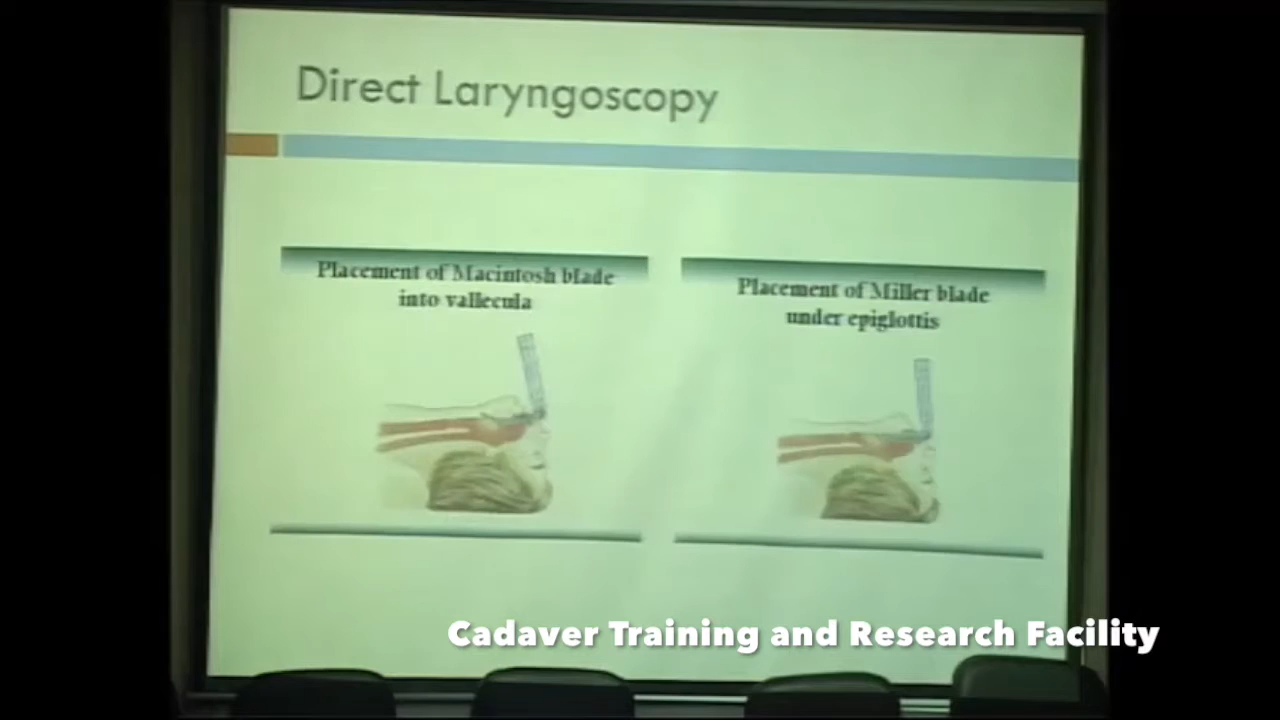 Direct Laryngoscopy
Placement of Macintosh blade
into vallecula
Placement of Miller blade
under epiglottis
Cadaver Training and Research Facility